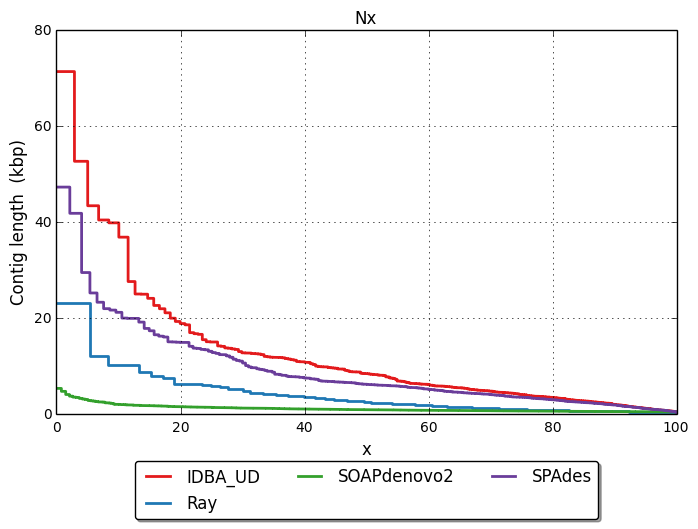 Nx
80
60
40
20
0
Contig length  (kbp)
0 20 40 60 80 100
x
IDBA_UD SOAPdenovo2 SPAdes
Ray